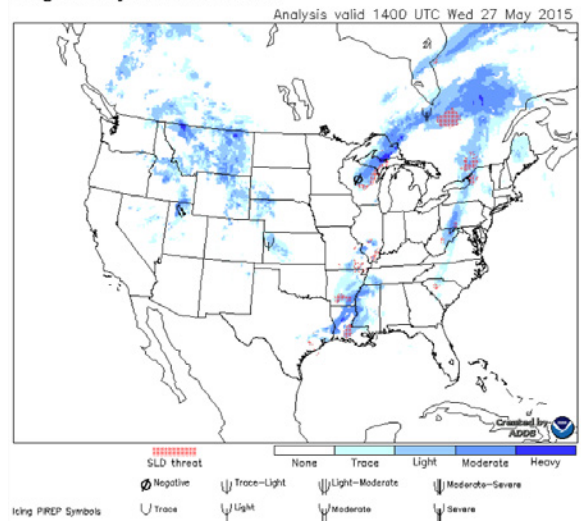 Analysis valid 1400 UTC Wed 27 May 2015
Created by
ADDS
SLD threat
None Trace Light Moderate Heavy
Negative Trace-Light Light-Moderate Moderate-Severe
Icing PIREP Symbols Trace Light Moderate Severe